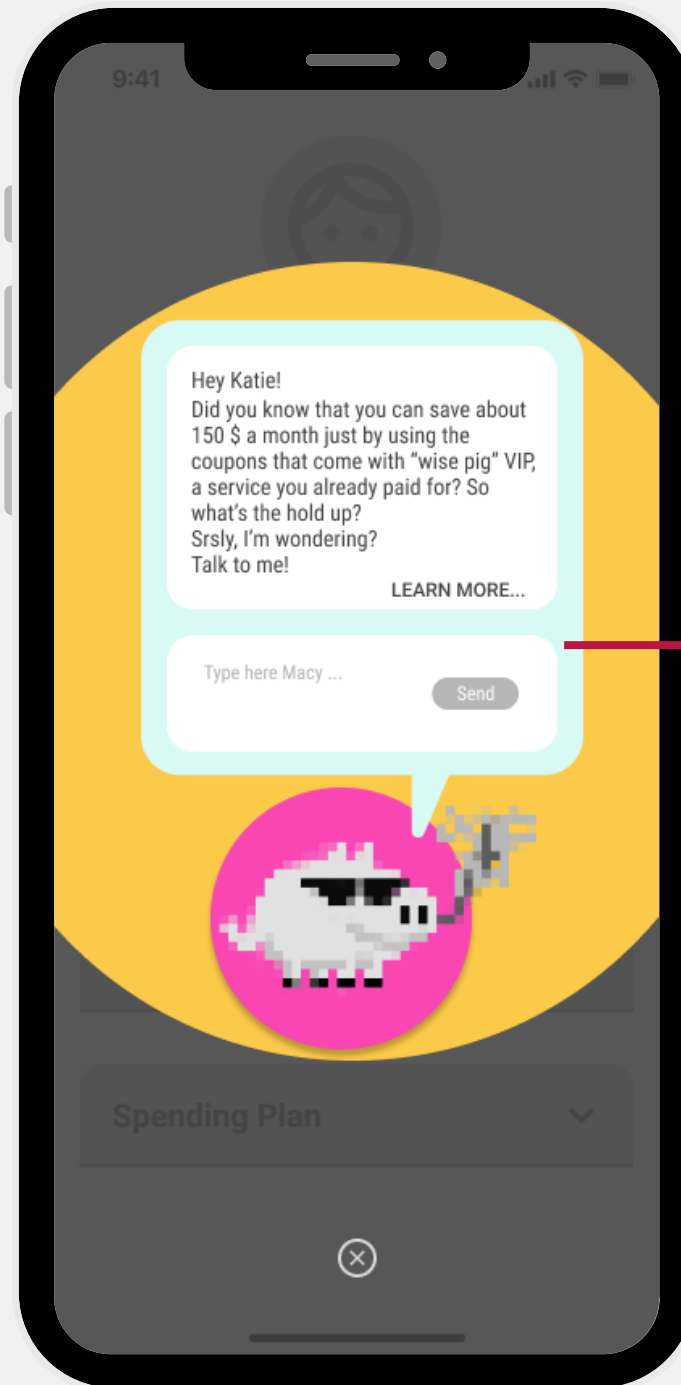 9:41
Hey Katie!
Did you know that you can save about
150 $ a month just by using the
coupons that come with “wise pig” VIP,
a service you already paid for? So
what’s the hold up?
Srsly, I’m wondering?
Talk to me!
LEARN MORE...
Type here Macy ...
Send
Spending Plan